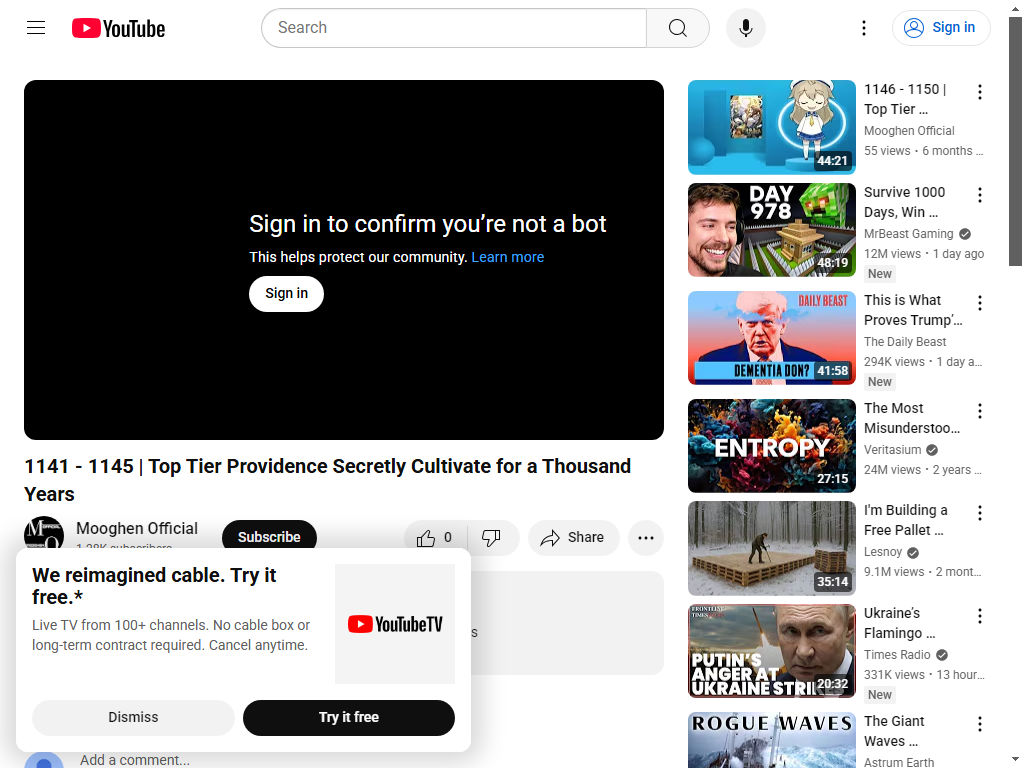 YouTube
Search
Sign in
Sign in to confirm you're not a bot
This helps protect our community. Learn more
Sign in
1141 - 1145 | Top Tier Providence Secretly Cultivate for a Thousand
Years
Mooghen Official
Subscribe
0
Share
We reimagined cable. Try it
free.*
Live TV from 100+ channels. No cable box or
long-term contract required. Cancel anytime.
YouTubeTV
Dismiss
Try it free
Add a comment...
44:21
1146 - 1150 |
Top Tier ...
Mooghen Official
55 views • 6 months ...
DAY
978
48:19
Survive 1000
Days, Win ...
MrBeast Gaming
12M views • 1 day ago
New
DAILY BEAST
DEMENTIA DON?
41:58
This is What
Proves Trump'...
The Daily Beast
294K views • 1 day a...
New
ENTROPY
27:15
The Most
Misunderstoo...
Veritasium
24M views • 2 years ...
35:14
I'm Building a
Free Pallet ...
Lesnoy
9.1M views • 2 mont...
FRONTLINE
TIMES
PUTIN'S
ANGER AT
UKRAINE STRI
20:32
Ukraine's
Flamingo ...
Times Radio
331K views • 13 hour...
New
ROGUE WAVES
The Giant
Waves ...
Astrum Earth